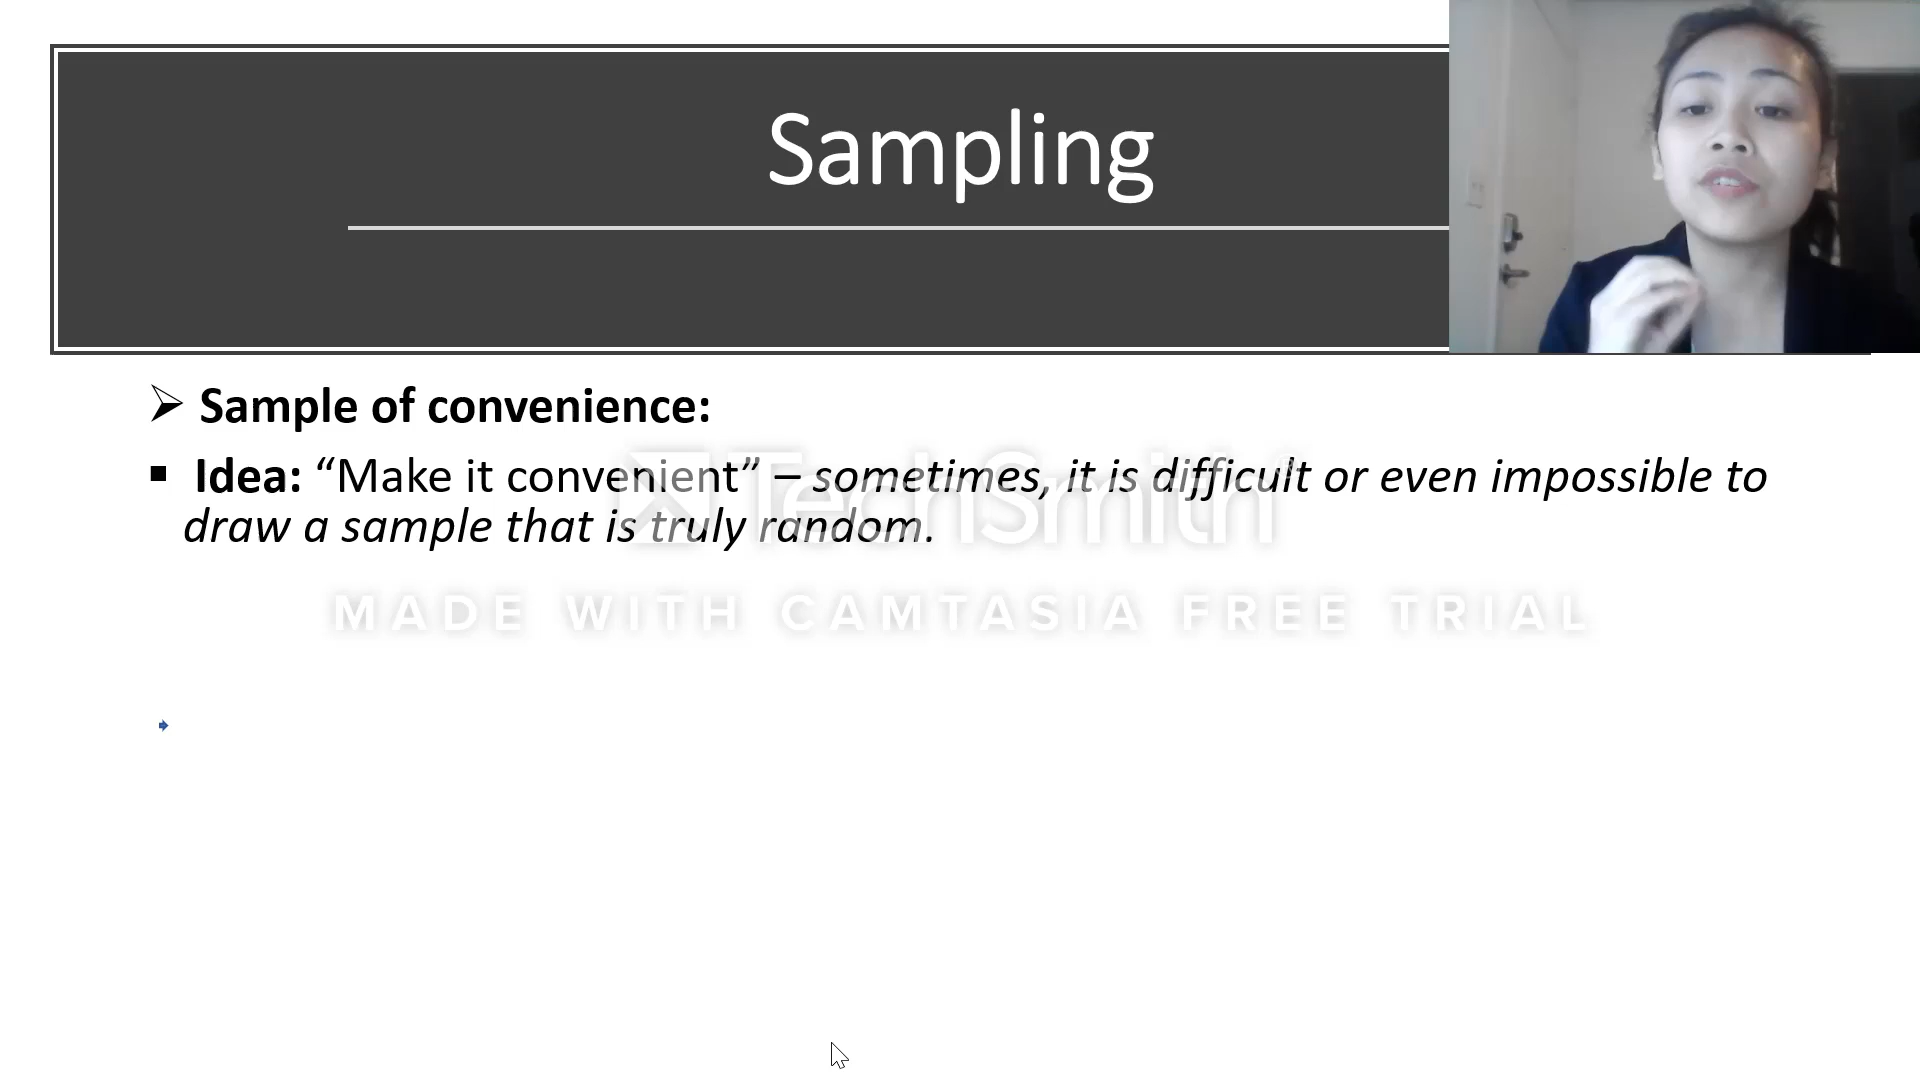 Sampling
Sample of convenience:
Idea: “Make it convenient” – sometimes, it is difficult or even impossible to
draw a sample that is truly random.
TechSmith®
MADE WITH CAMTASIA FREE TRIAL